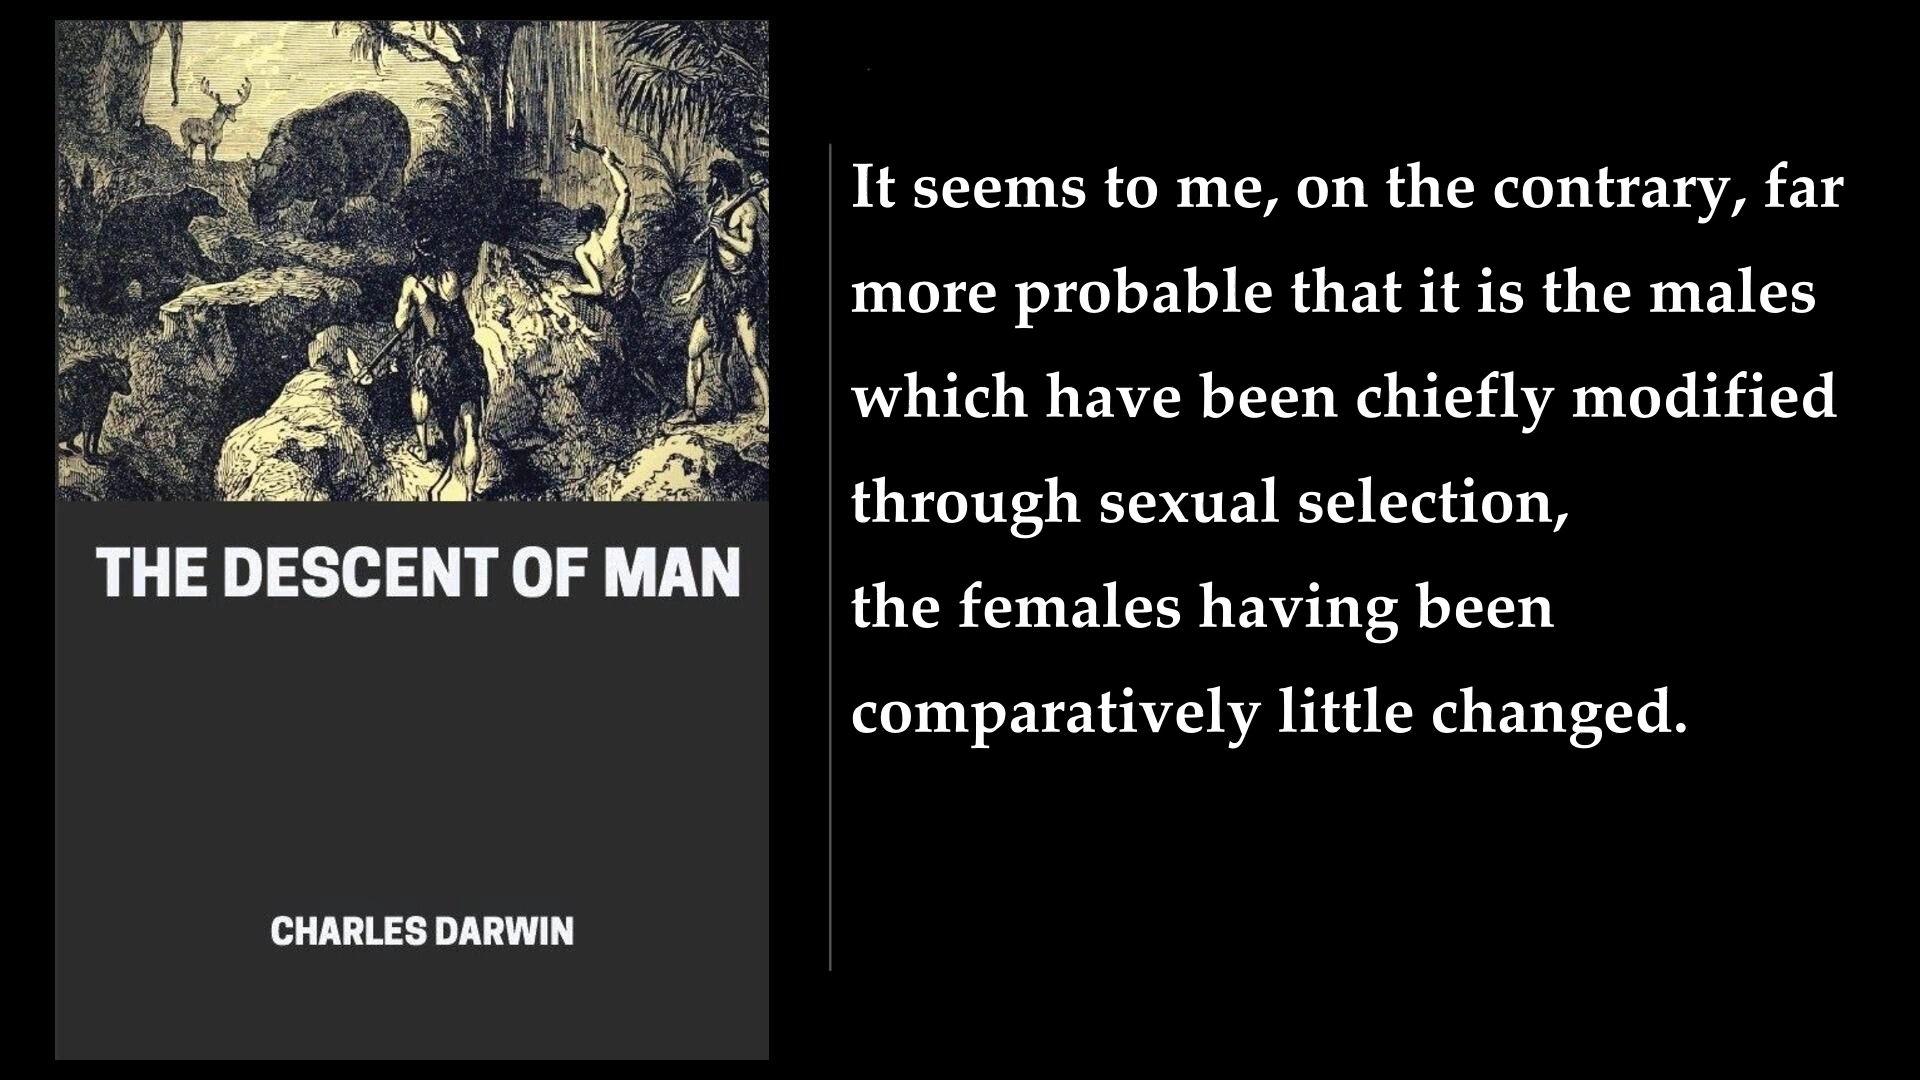 THE DESCENT OF MAN
CHARLES DARWIN
It seems to me, on the contrary, far
more probable that it is the males
which have been chiefly modified
through sexual selection,
the females having been
comparatively little changed.